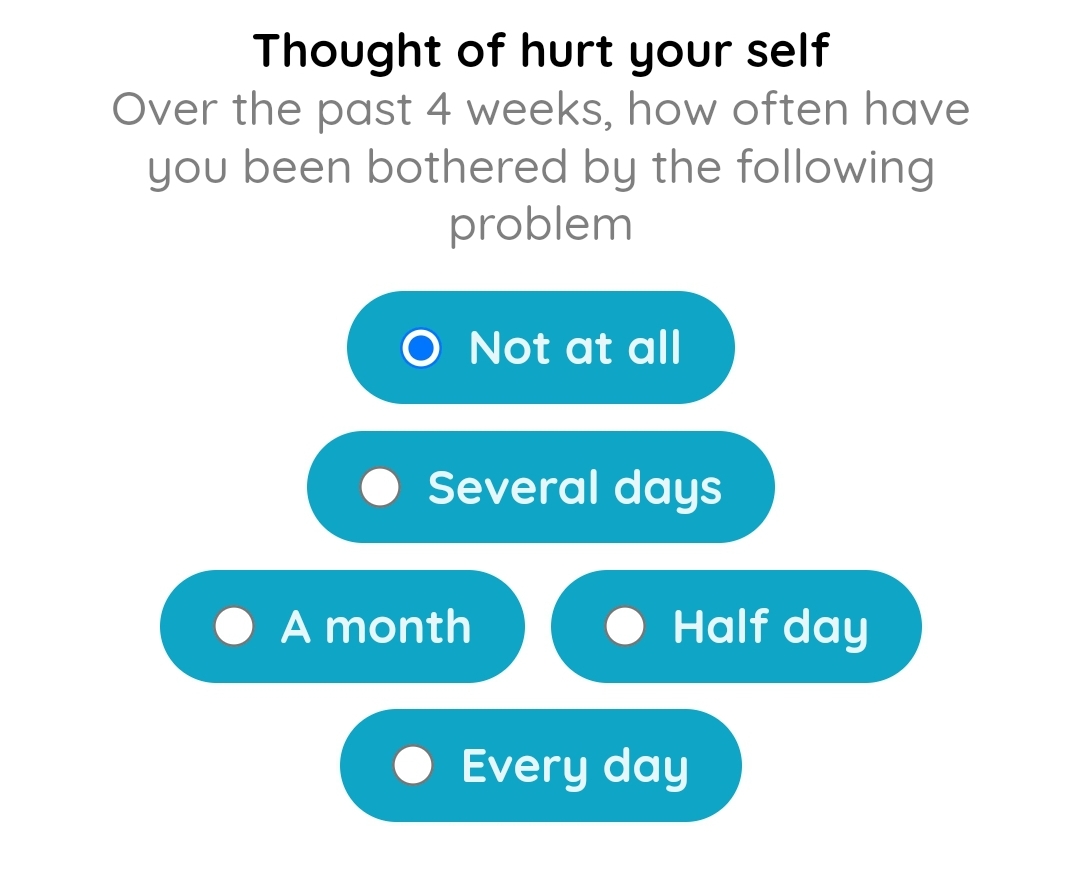 Thought of hurt your self
Over the past 4 weeks, how often have
you been bothered by the following
problem
Not at all
Several days
A month
Half day
Every day